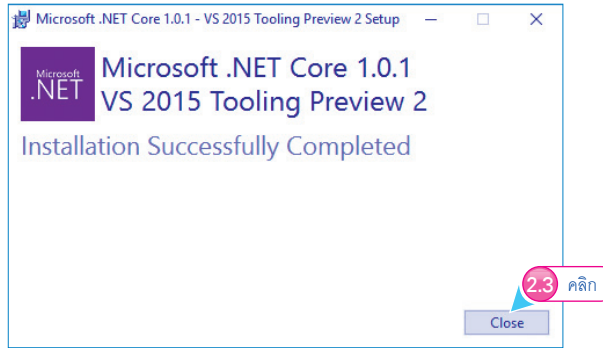 Microsoft .NET Core 1.0.1 - VS 2015 Tooling Preview 2 Setup
Microsoft
.NET
Microsoft .NET Core 1.0.1
VS 2015 Tooling Preview 2
Installation Successfully Completed
2.3 คลิก
Close